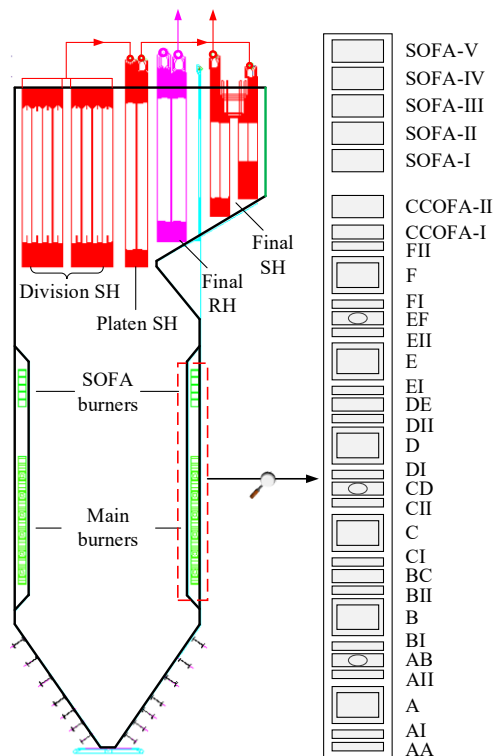 Division SH
Platen SH
Final
RH
Final
SH
SOFA
burners
Main
burners
SOFA-V
SOFA-IV
SOFA-III
SOFA-II
SOFA-I
CCOFA-II
CCOFA-I
FII
F
FI
EF
EII
E
EI
DE
DII
D
DI
CD
CII
C
CI
BC
BII
B
BI
AB
AII
A
AI
AA